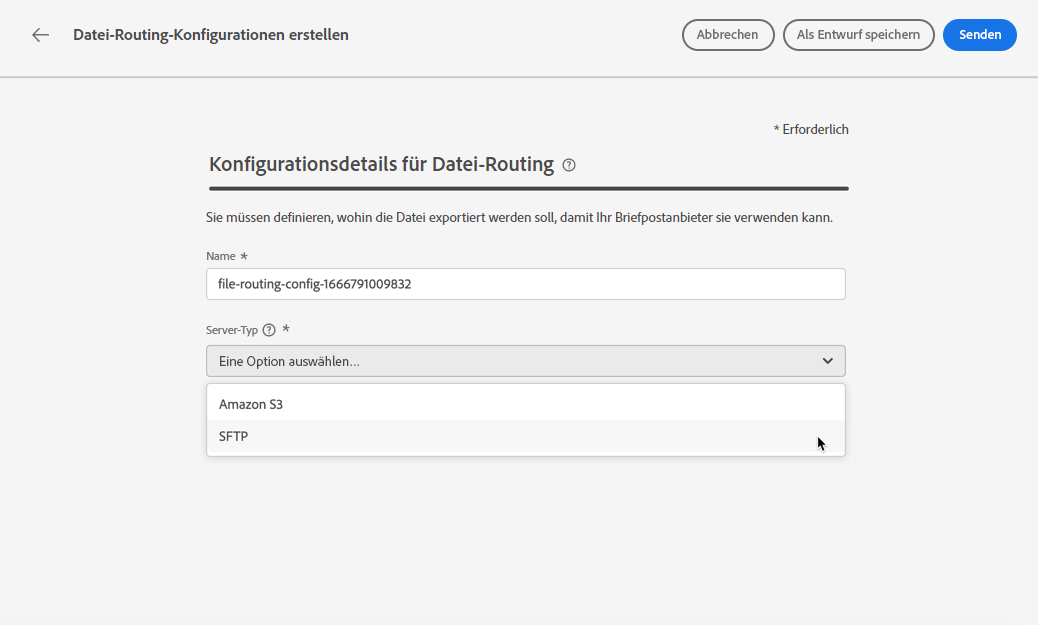 Datei-Routing-Konfigurationen erstellen
Abbrechen
Als Entwurf speichern
Senden
* Erforderlich
Konfigurationsdetails für Datei-Routing ?
Sie müssen definieren, wohin die Datei exportiert werden soll, damit Ihr Briefpostanbieter sie verwenden kann.
Name *
file-routing-config-1666791009832
Server-Typ ? *
Eine Option auswählen...
Amazon S3
SFTP